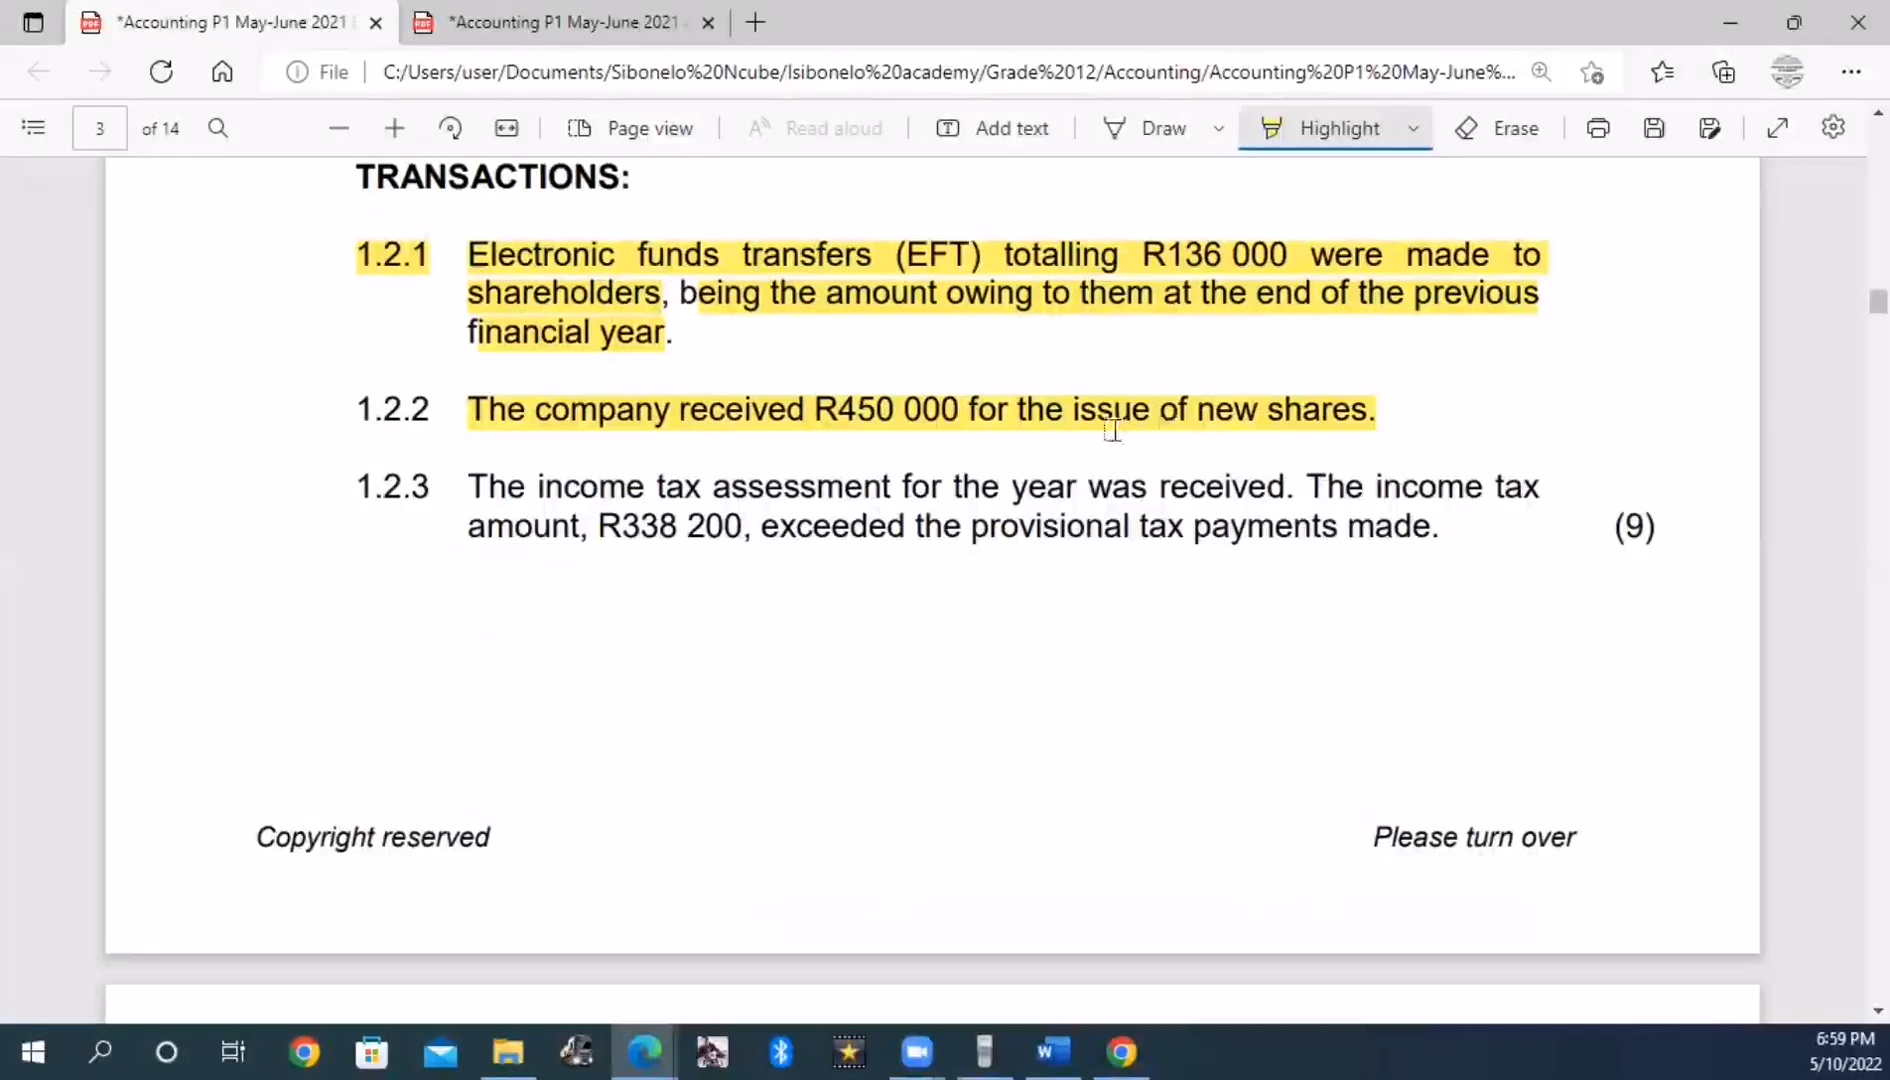 *Accounting P1 May-June 2021
*Accounting P1 May-June 2021
File
C:/Users/user/Documents/Sibonelo%20Ncube/Isibonelo%20academy/Grade%2012/Accounting/Accounting%20P1%20May-June%...
3 of 14
Page view
Read aloud
Add text
Draw
Highlight
Erase
TRANSACTIONS:
1.2.1 Electronic funds transfers (EFT) totalling R136 000 were made to
shareholders, being the amount owing to them at the end of the previous
financial year.
1.2.2 The company received R450 000 for the issue of new shares.
1.2.3 The income tax assessment for the year was received. The income tax
amount, R338 200, exceeded the provisional tax payments made. (9)
Copyright reserved Please turn over
6:59 PM
5/10/2022